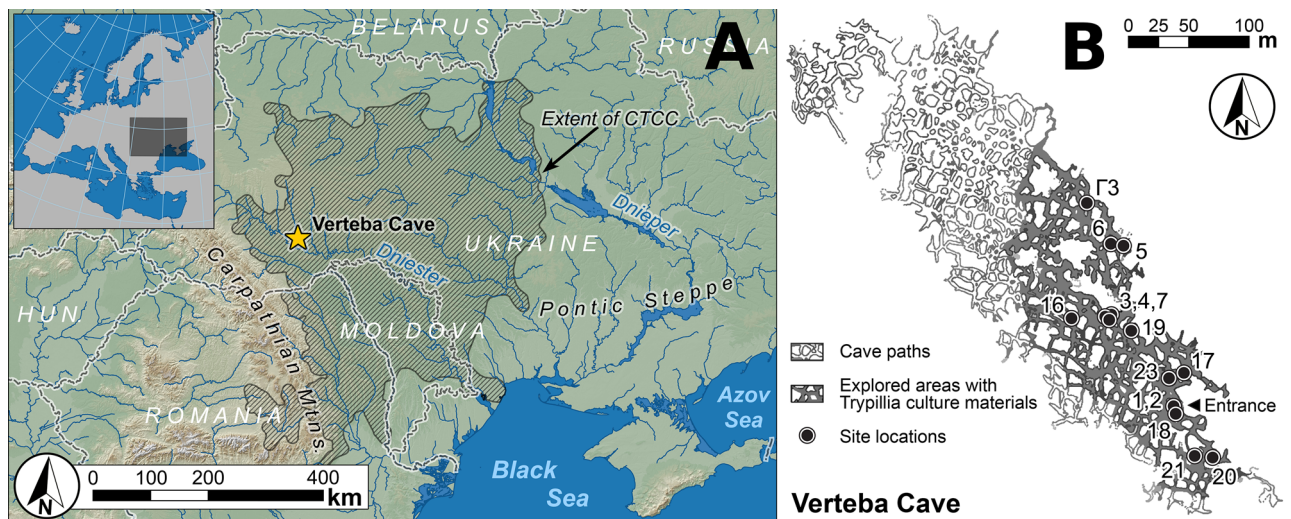 BELARUS
RUSSIA
A
Extent of CTCC
Dnieper
Verteba Cave
UKRAINE
Dniester
Carpathian Mtns.
Pontic Steppe
HUN.
MOLDOVA
ROMANIA
Azov
Sea
Black
Sea
N
0 100 200 400
km
B
0 25 50 100
m
N
Г3
6
5
16
3,4,7
19
17
23
1,2
Entrance
18
21
20
Cave paths
Explored areas with
Trypillia culture materials
Site locations
Verteba Cave